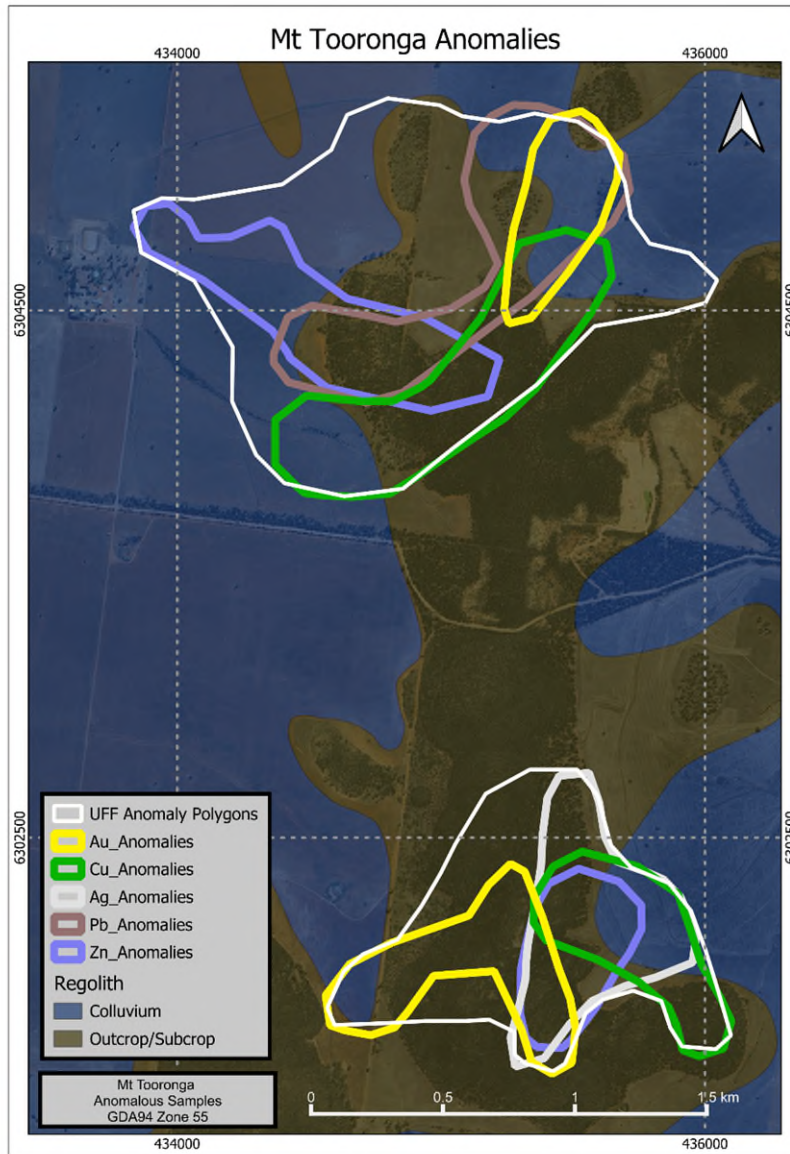 Mt Tooronga Anomalies
434000
436000
6304500
6304500
6302500
6302500
UFF Anomaly Polygons
Au_Anomalies
Cu_Anomalies
Ag_Anomalies
Pb_Anomalies
Zn_Anomalies
Regolith
Colluvium
Outcrop/Subcrop
Mt Tooronga
Anomalous Samples
GDA94 Zone 55
0 0.5 1 1.5 km
434000
436000